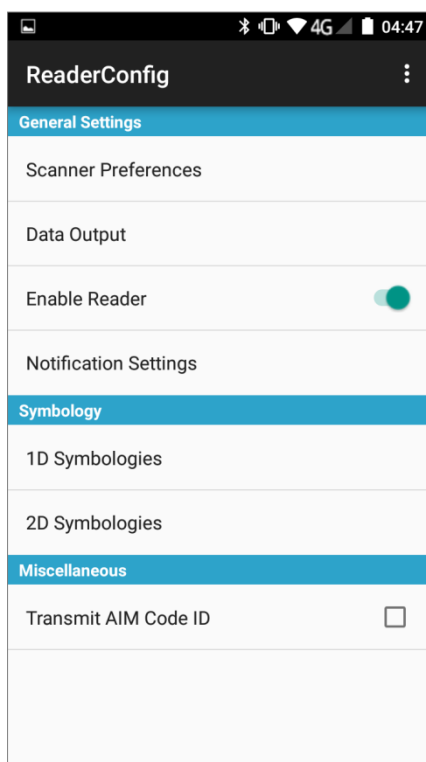 4G 04:47
ReaderConfig
General Settings
Scanner Preferences
Data Output
Enable Reader
Notification Settings
Symbology
1D Symbologies
2D Symbologies
Miscellaneous
Transmit AIM Code ID